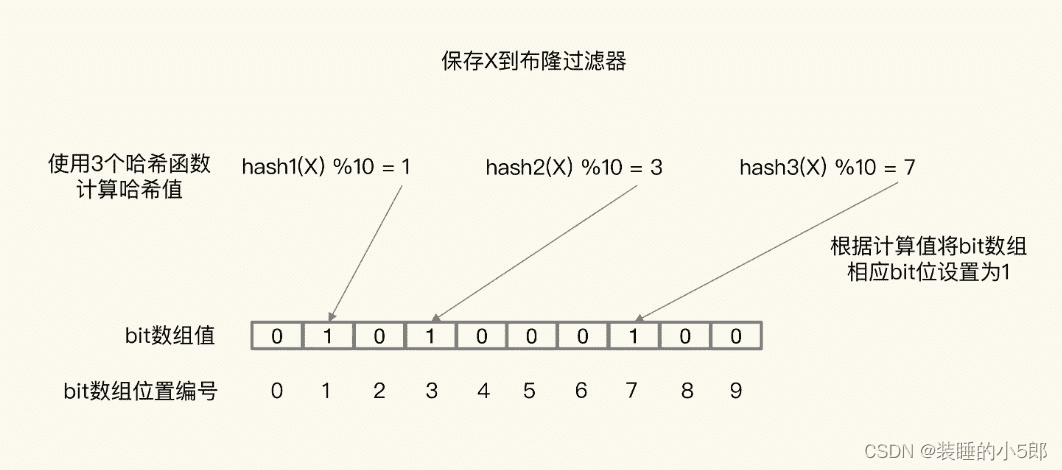 保存X到布隆过滤器
使用3个哈希函数
计算哈希值
hash1(X) %10 = 1
hash2(X) %10 = 3
hash3(X) %10 = 7
根据计算值将bit数组
相应bit位设置为1
bit数组值 0 1 0 1 0 0 0 1 0 0
bit数组位置编号 0 1 2 3 4 5 6 7 8 9
CSDN @装睡的小5郎